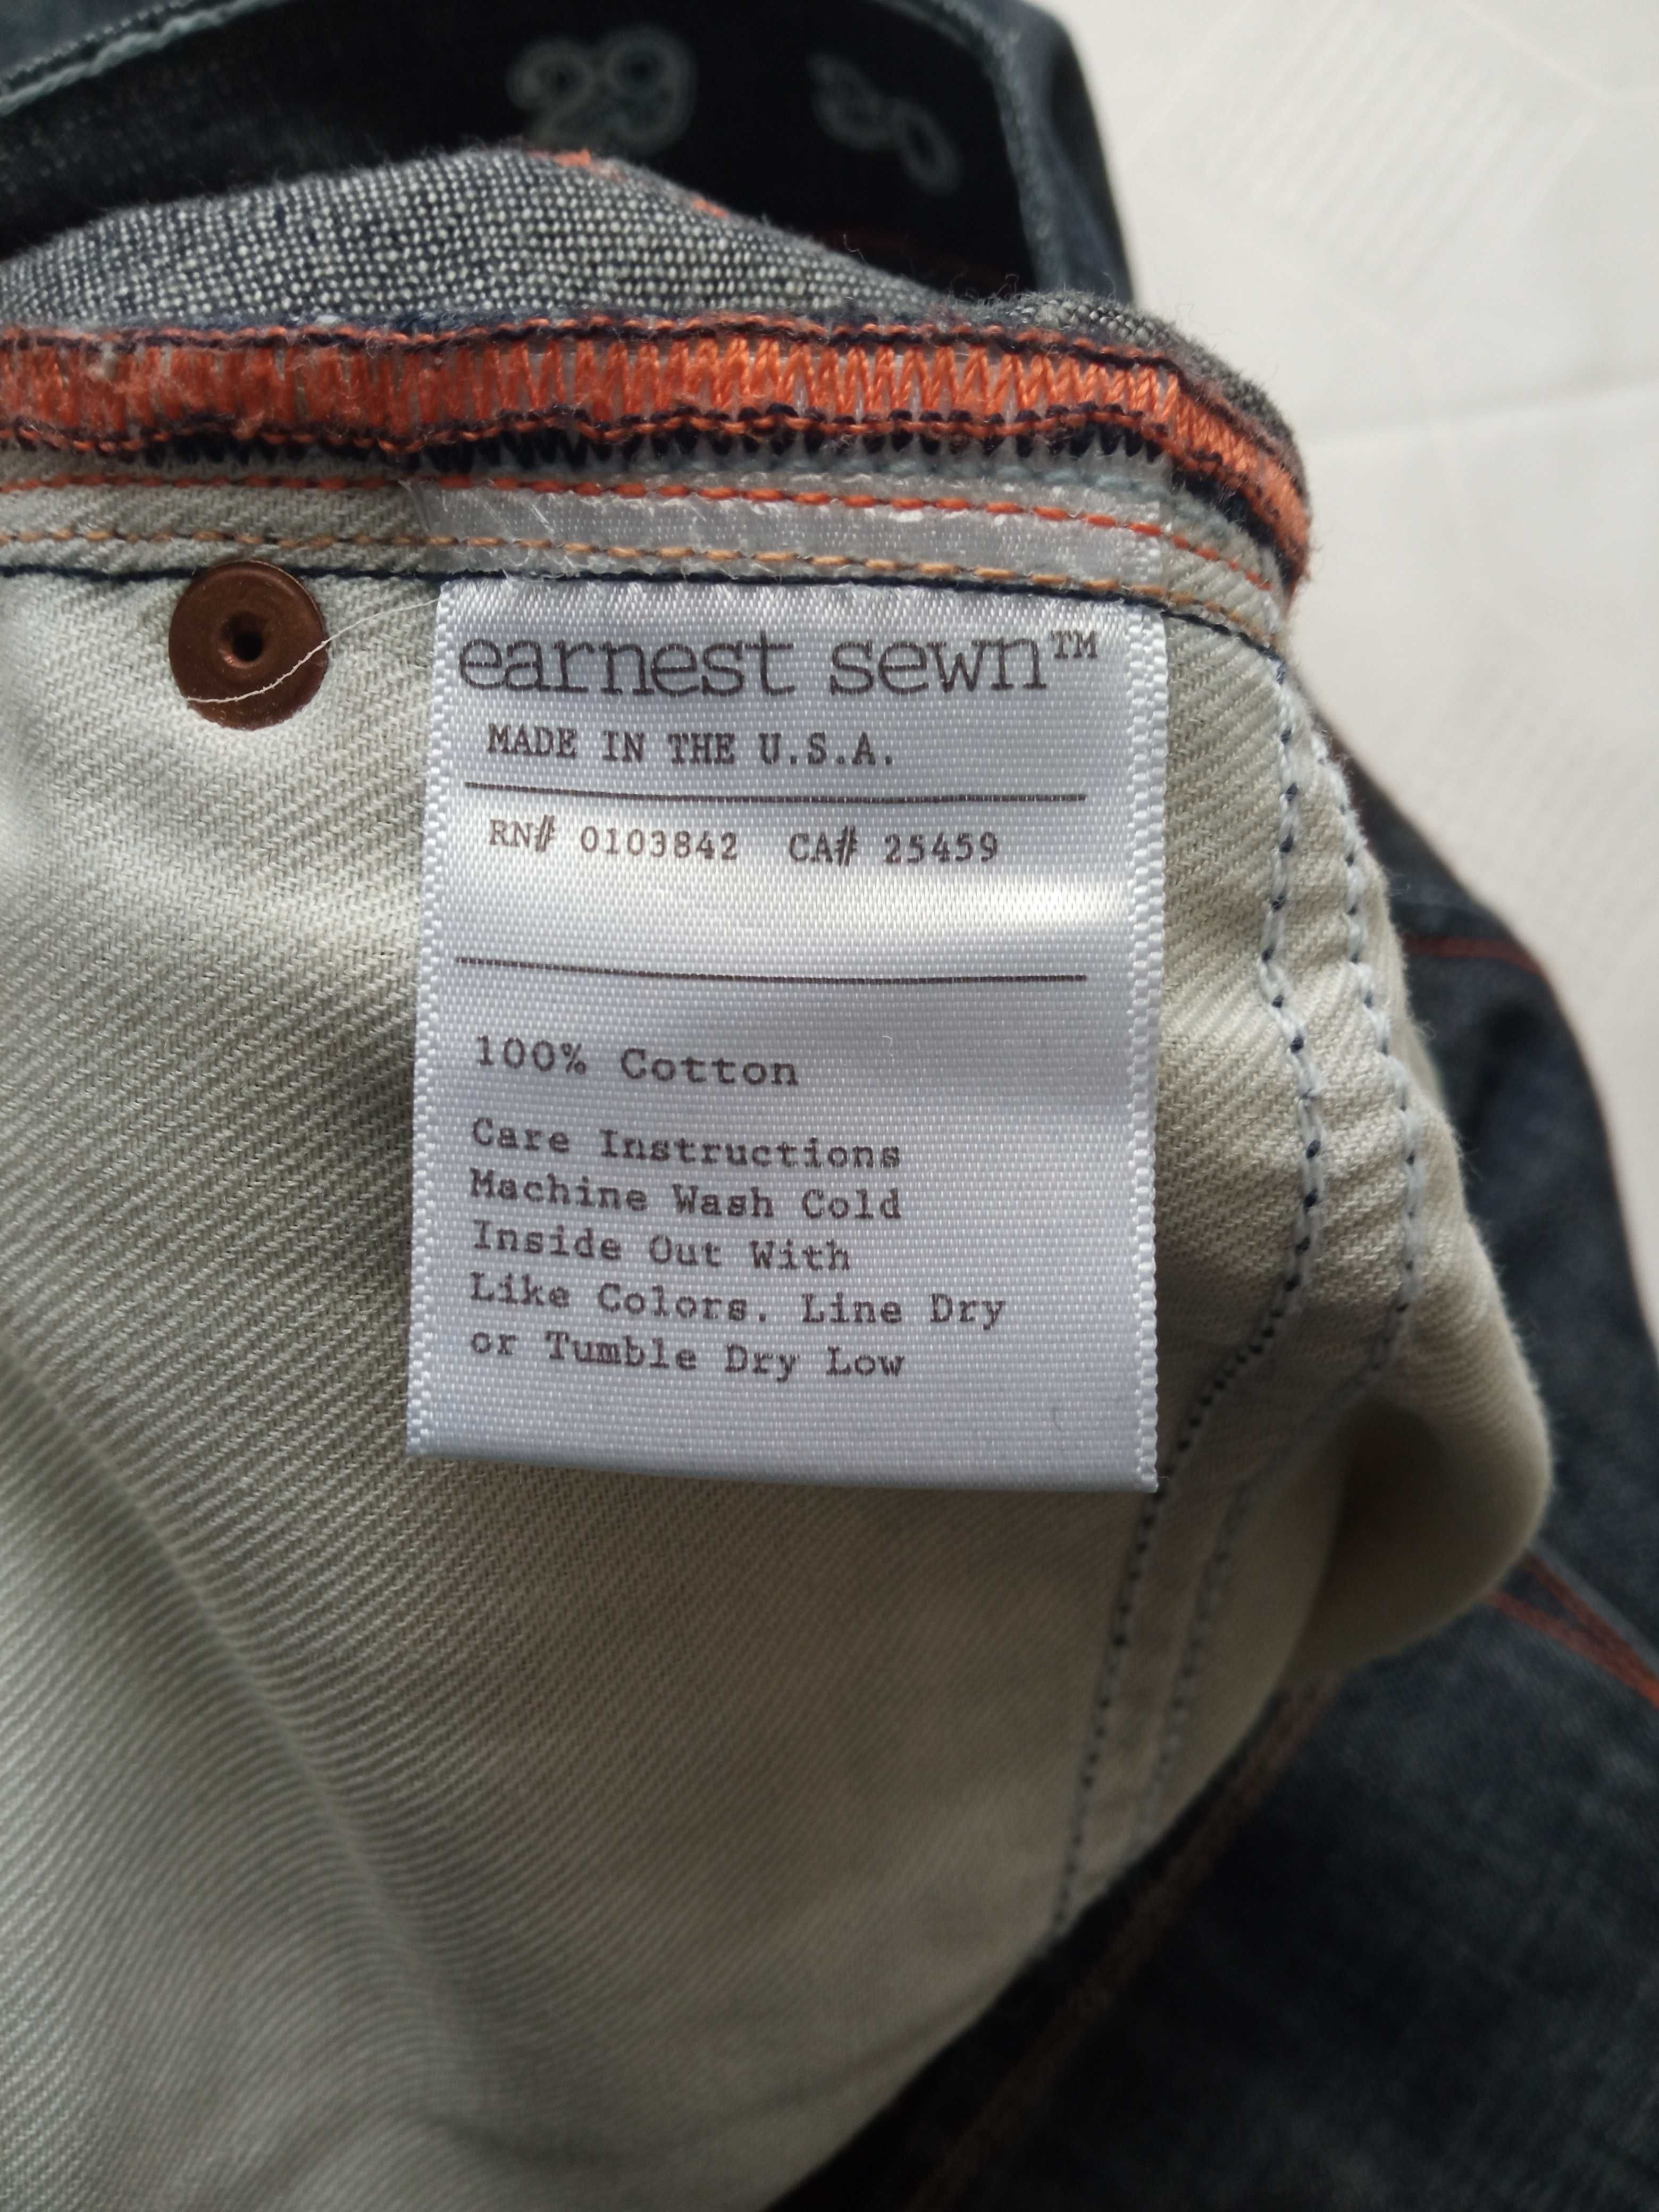 29
earnest sewn™
MADE IN THE U.S.A.
RN# 0103842 CA# 25459
100% Cotton
Care Instructions
Machine Wash Cold
Inside Out With
Like Colors. Line Dry
or Tumble Dry Low